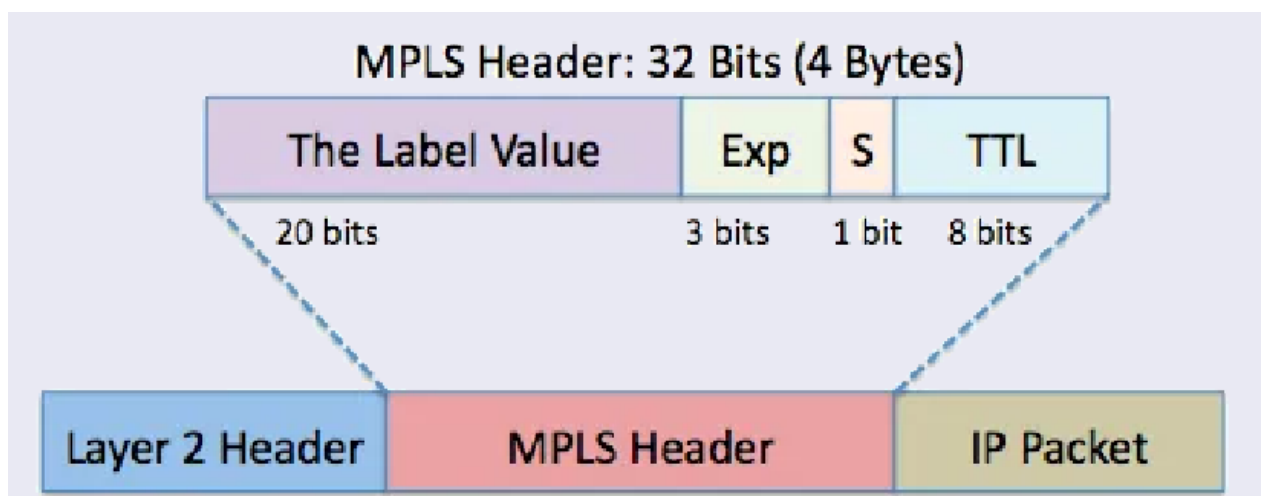 MPLS Header: 32 Bits (4 Bytes)
The Label Value Exp S TTL
20 bits 3 bits 1 bit 8 bits
Layer 2 Header MPLS Header IP Packet